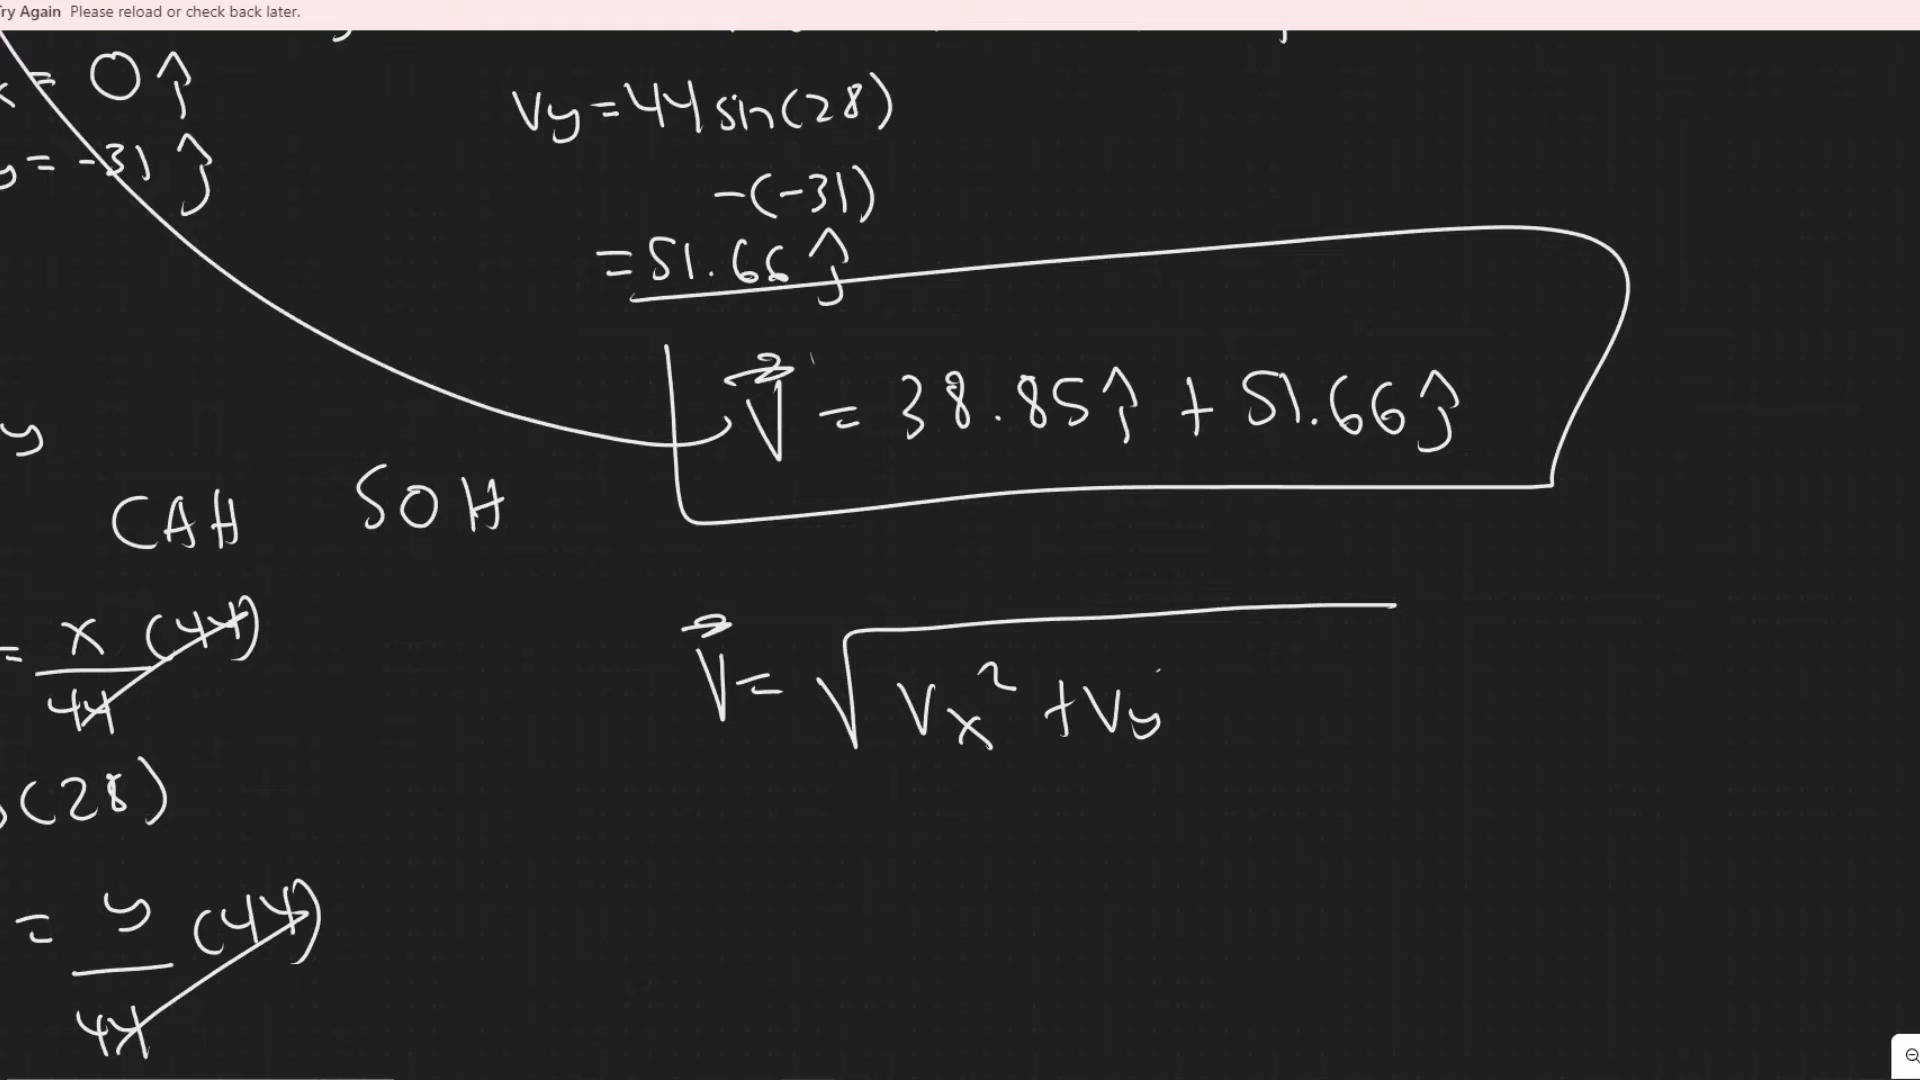 Try Again Please reload or check back later.
x = 0 î
y = -31 ĵ
Vy = 44 sin(28)
-(-31)
= 51.66 ĵ
V⃗ = 38.85 î + 51.66 ĵ
y
CAH SOH
= x/44 (44)
V⃗ = √(Vx² + Vy
(28)
= y/44 (44)